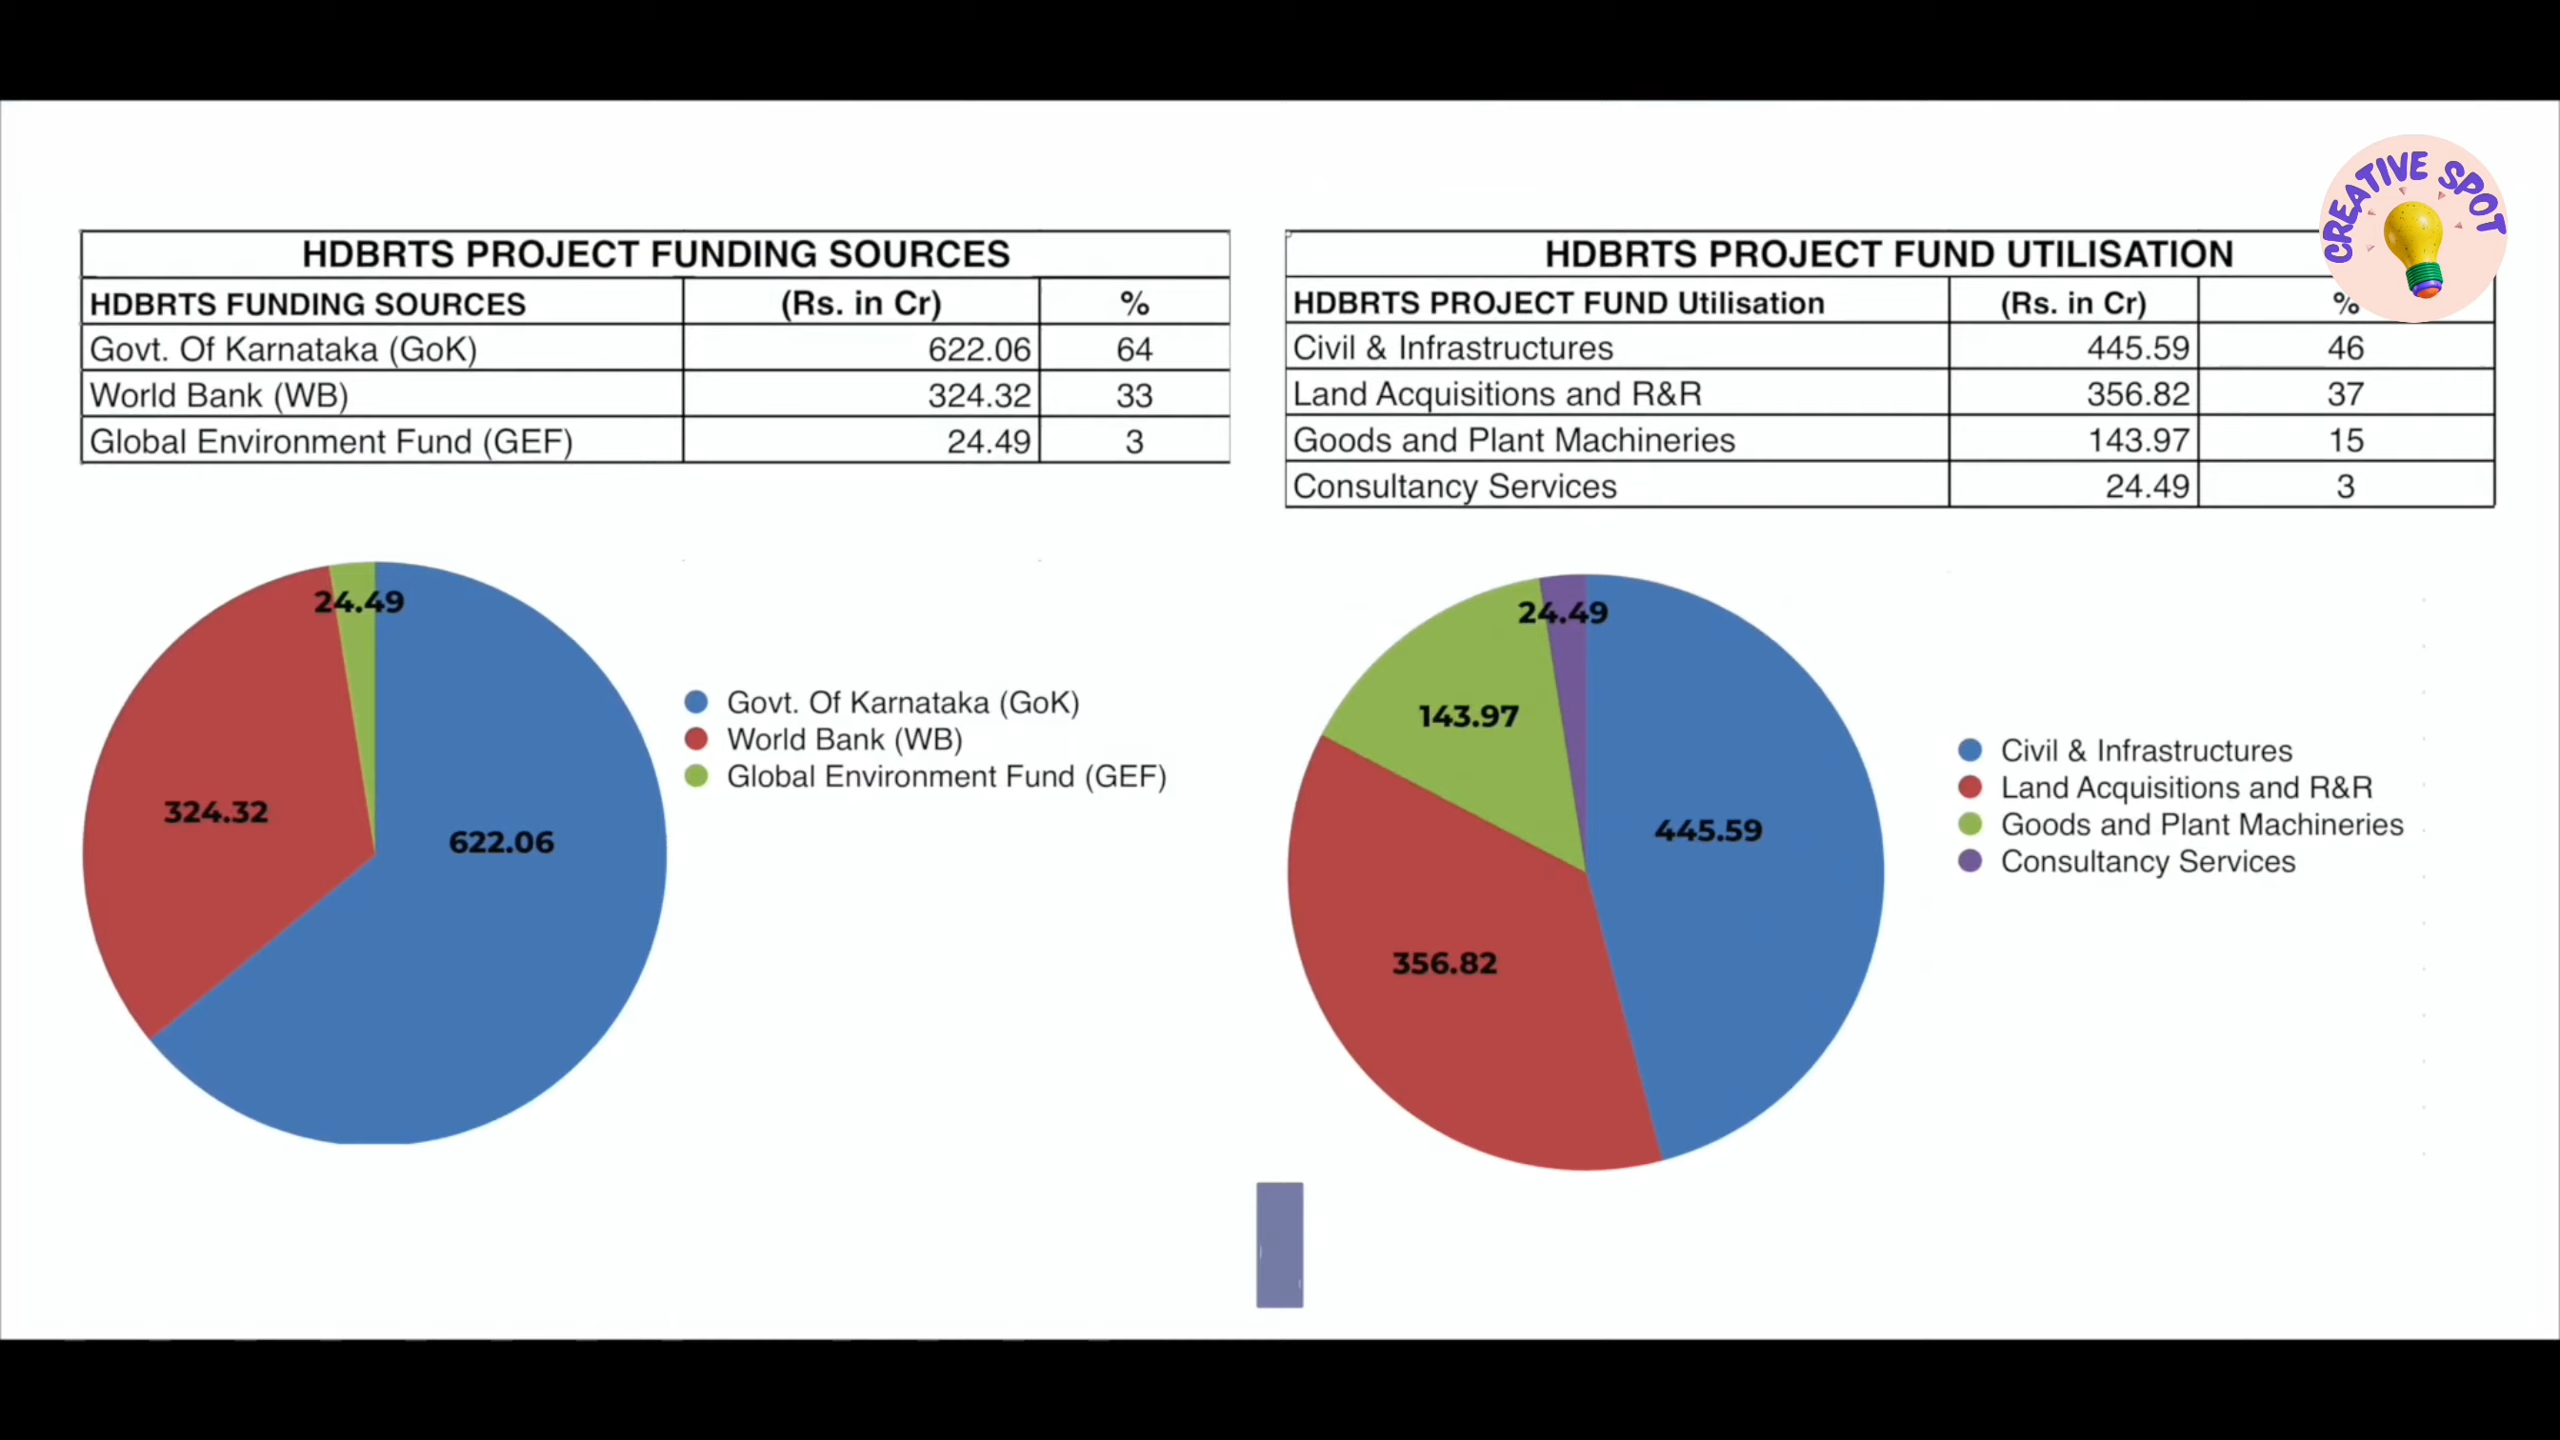 CREATIVE SPOT
HDBRTS PROJECT FUNDING SOURCES
HDBRTS FUNDING SOURCES (Rs. in Cr) %
Govt. Of Karnataka (GoK) 622.06 64
World Bank (WB) 324.32 33
Global Environment Fund (GEF) 24.49 3
HDBRTS PROJECT FUND UTILISATION
HDBRTS PROJECT FUND Utilisation (Rs. in Cr) %
Civil & Infrastructures 445.59 46
Land Acquisitions and R&R 356.82 37
Goods and Plant Machineries 143.97 15
Consultancy Services 24.49 3
24.49
324.32
622.06
Govt. Of Karnataka (GoK)
World Bank (WB)
Global Environment Fund (GEF)
24.49
143.97
445.59
356.82
Civil & Infrastructures
Land Acquisitions and R&R
Goods and Plant Machineries
Consultancy Services